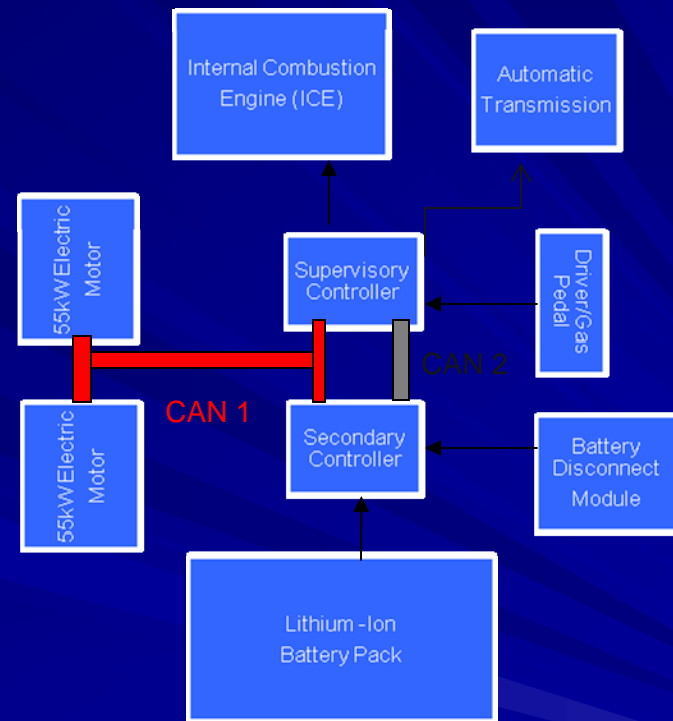 Internal Combustion
Engine (ICE)
Automatic
Transmission
55kW Electric
Motor
Supervisory
Controller
Driver/Gas
Pedal
CAN 2
CAN 1
55kW Electric
Motor
Secondary
Controller
Battery
Disconnect
Module
Lithium -Ion
Battery Pack